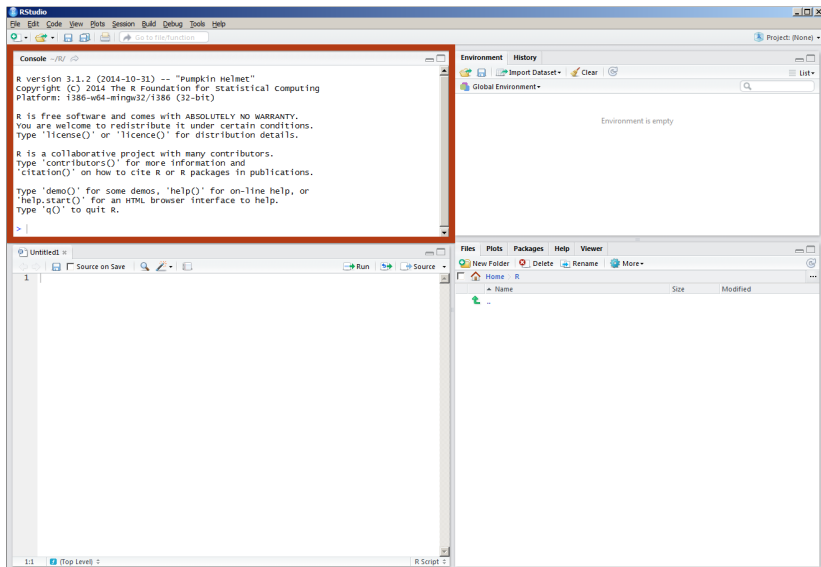 RStudio
File Edit Code View Plots Session Build Debug Tools Help
Go to file/function
Project: (None)
Console ~/R/
R version 3.1.2 (2014-10-31) -- "Pumpkin Helmet"
Copyright (C) 2014 The R Foundation for Statistical Computing
Platform: i386-w64-mingw32/i386 (32-bit)
R is free software and comes with ABSOLUTELY NO WARRANTY.
You are welcome to redistribute it under certain conditions.
Type 'license()' or 'licence()' for distribution details.
R is a collaborative project with many contributors.
Type 'contributors()' for more information and
'citation()' on how to cite R or R packages in publications.
Type 'demo()' for some demos, 'help()' for on-line help, or
'help.start()' for an HTML browser interface to help.
Type 'q()' to quit R.
>
Environment History
Import Dataset Clear List
Global Environment
Environment is empty
Untitled1
Source on Save Run Source
1
1:1 (Top Level) R Script
Files Plots Packages Help Viewer
New Folder Delete Rename More
Home R ...
Name Size Modified
..